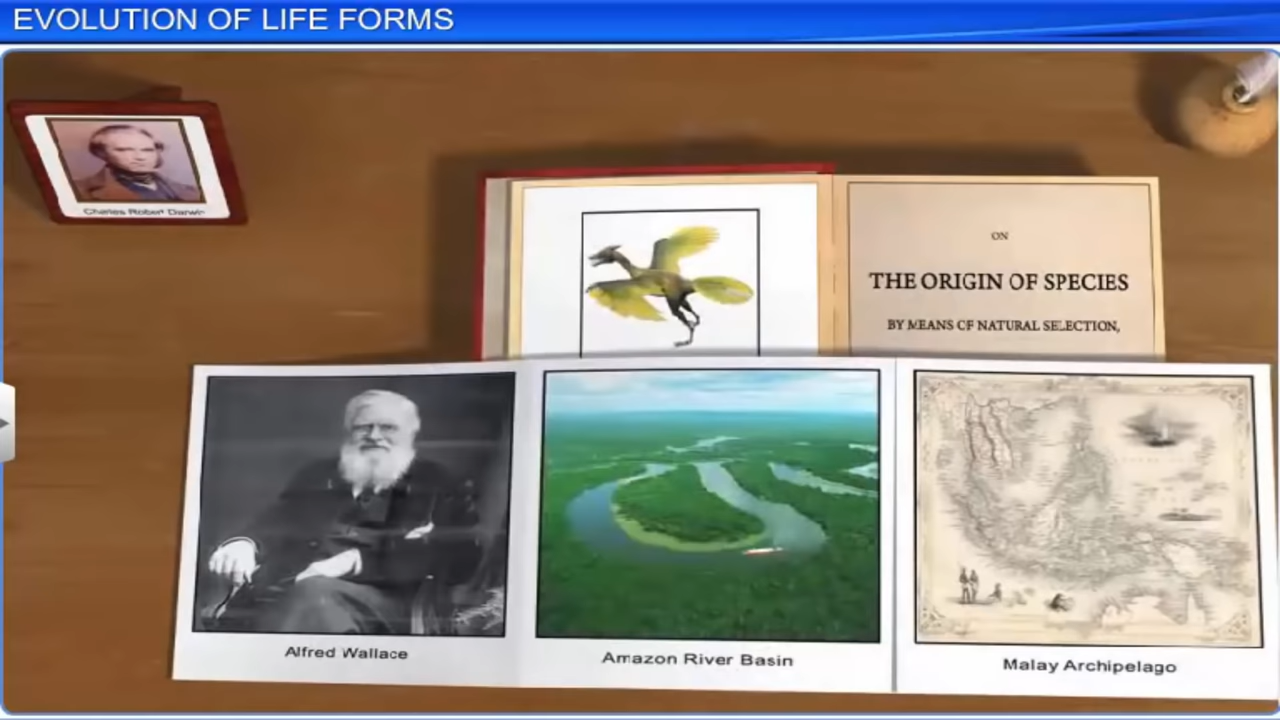 EVOLUTION OF LIFE FORMS
Charles Robert Darwin
ON
THE ORIGIN OF SPECIES
BY MEANS OF NATURAL SELECTION,
Alfred Wallace
Amazon River Basin
Malay Archipelago